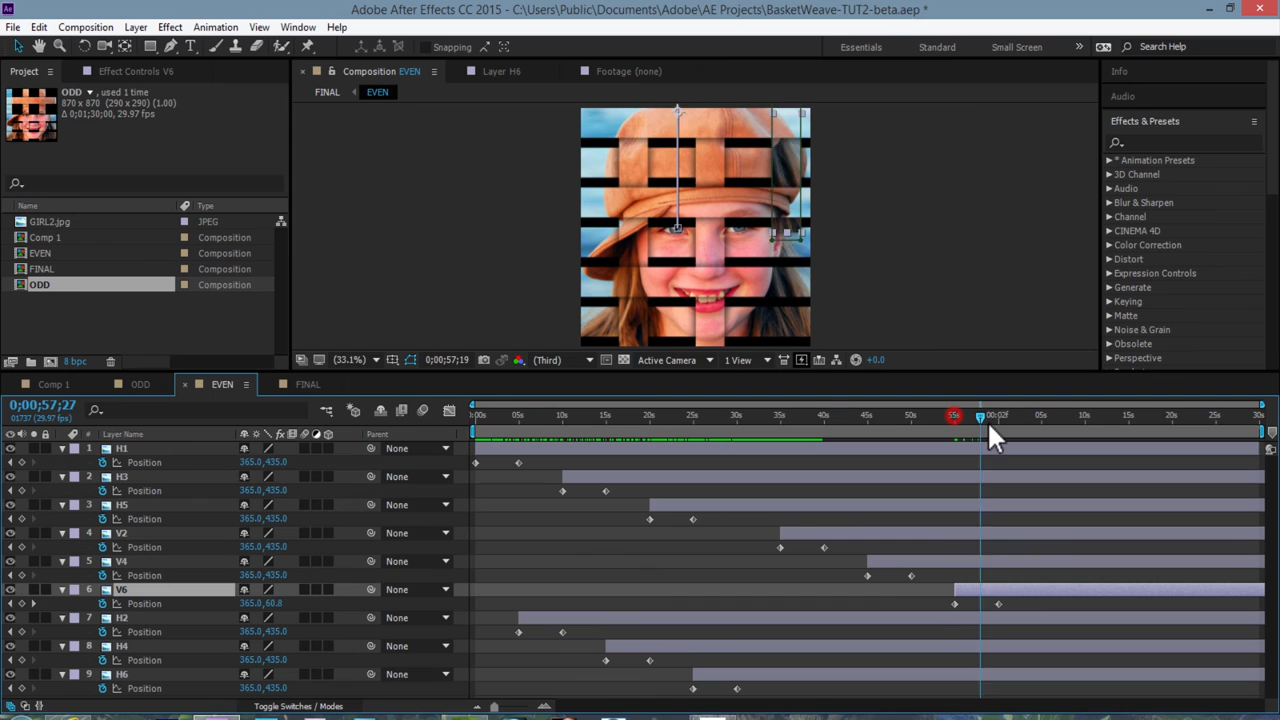 Adobe After Effects CC 2015 - C:\Users\Public\Documents\Adobe\AE Projects\BasketWeave-TUT2-beta.aep *
File Edit Composition Layer Effect Animation View Window Help
Snapping Essentials Standard Small Screen Search Help
Project Effect Controls V6 Composition EVEN Layer H6 Footage (none) Info
ODD , used 1 time
870 x 870 (290 x 290) (1.00)
Δ 0;01;30;00, 29.97 fps
FINAL EVEN
Audio
Effects & Presets
Name Type
GIRL2.jpg JPEG
Comp 1 Composition
EVEN Composition
FINAL Composition
ODD Composition
* Animation Presets
3D Channel
Audio
Blur & Sharpen
Channel
CINEMA 4D
Color Correction
Distort
Expression Controls
Generate
Keying
Matte
Noise & Grain
Obsolete
Perspective
8 bpc (33.1%) 0;00;57;19 (Third) Active Camera 1 View +0.0
Comp 1 ODD EVEN FINAL
0;00;57;27
01737 (29.97 fps)
0:00s 05s 10s 15s 20s 25s 30s 35s 40s 45s 50s 55s 00:02f 05s 10s 15s 20s 25s 30s
# Layer Name Parent
1 H1 None
Position 365.0,435.0
2 H3 None
Position 365.0,435.0
3 H5 None
Position 365.0,435.0
4 V2 None
Position 365.0,435.0
5 V4 None
Position 365.0,435.0
6 V6 None
Position 365.0,60.8
7 H2 None
Position 365.0,435.0
8 H4 None
Position 365.0,435.0
9 H6 None
Position 365.0,435.0
Toggle Switches / Modes